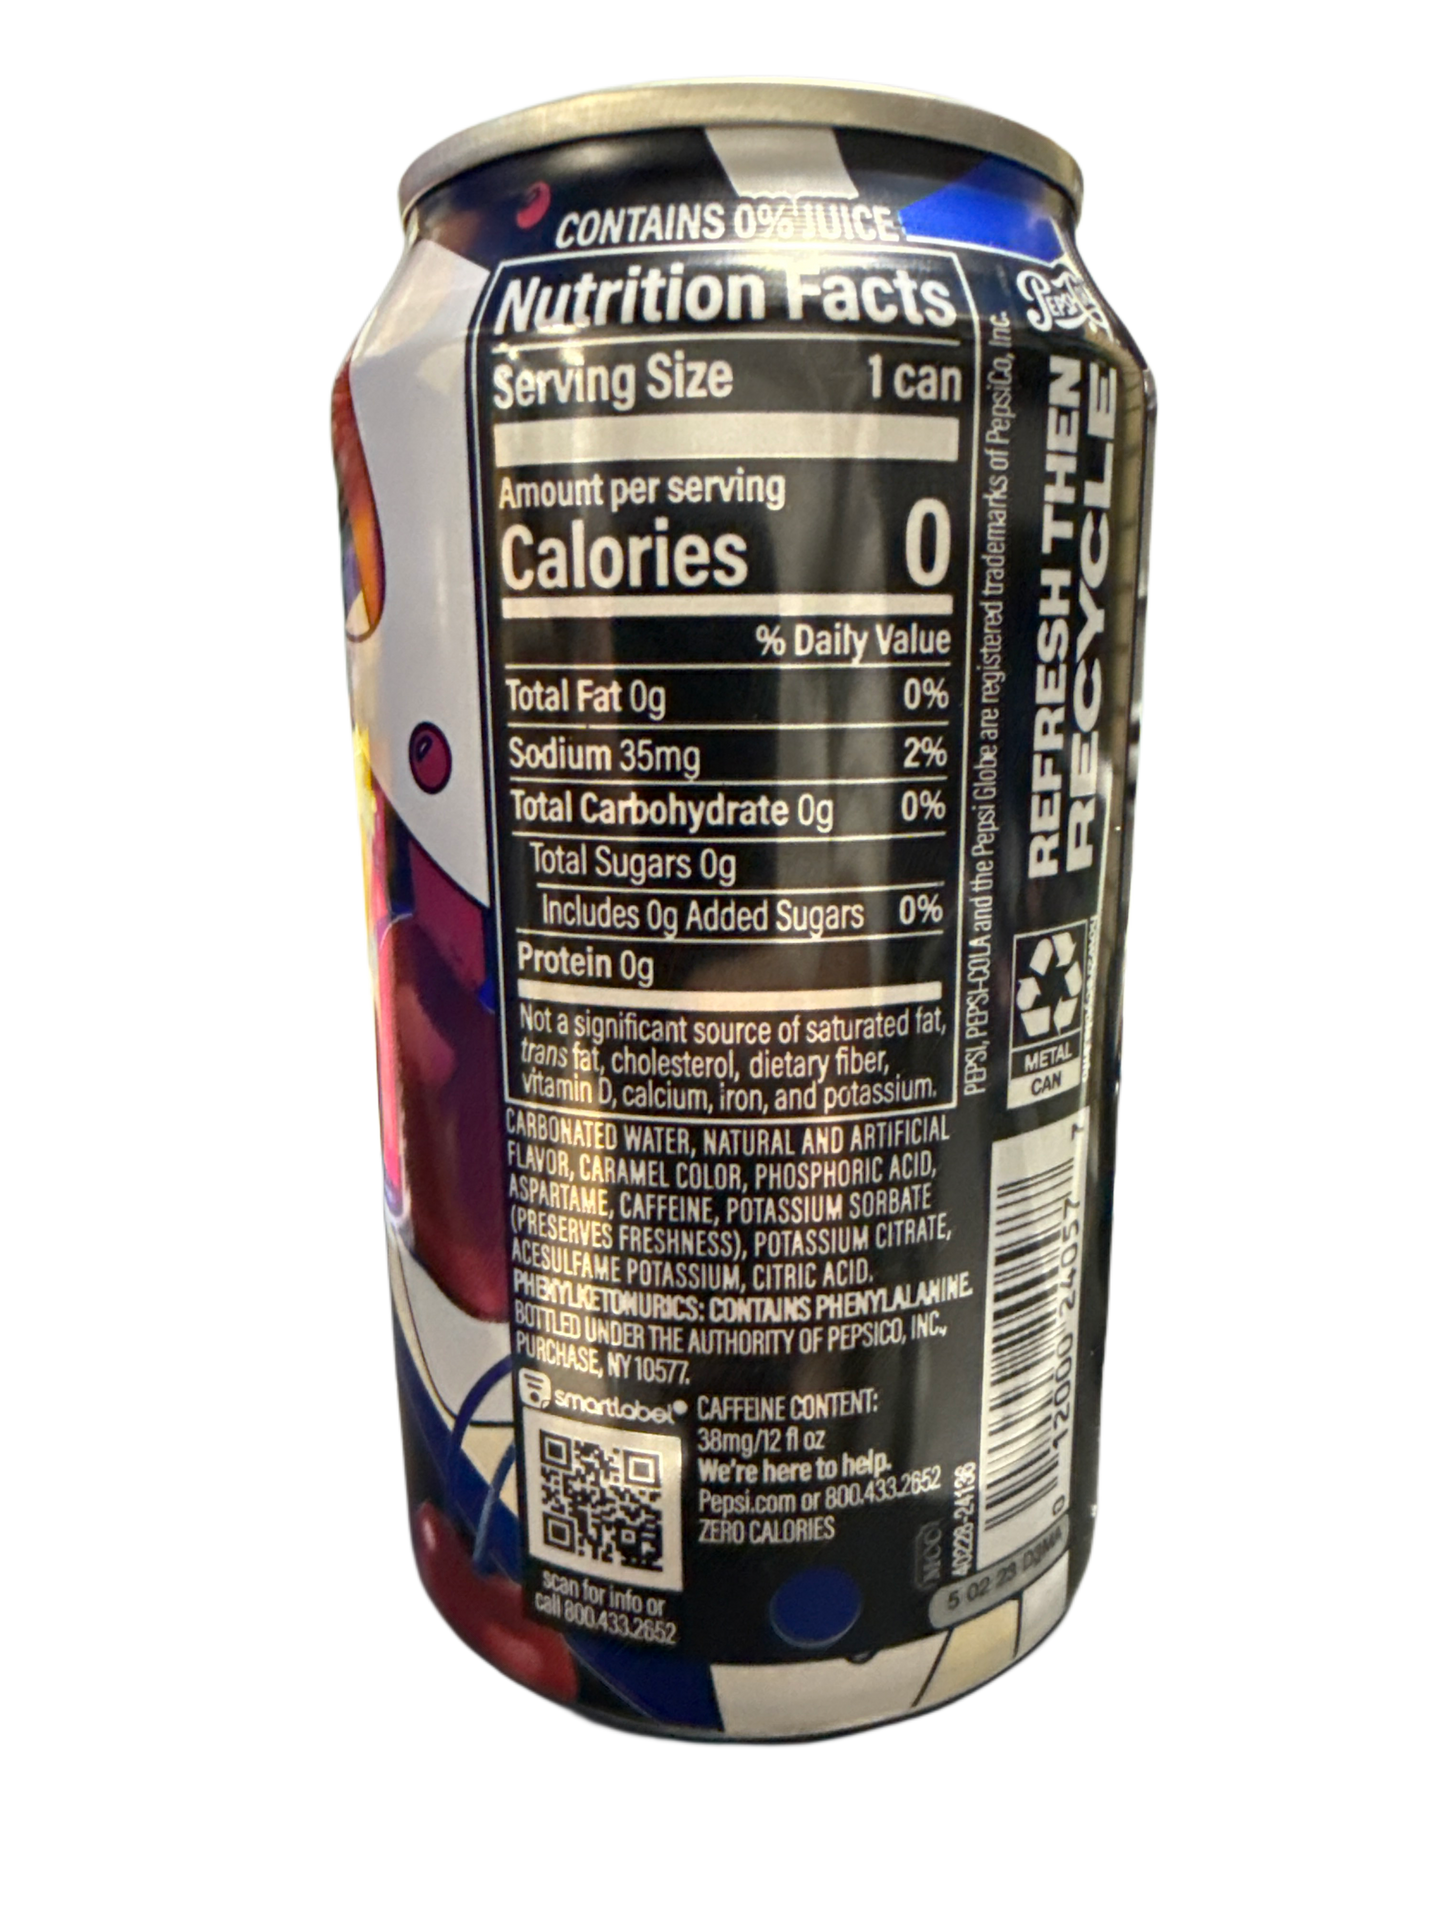 CONTAINS 0% JUICE
Nutrition Facts
Serving Size 1 can
Amount per serving
Calories 0
% Daily Value
Total Fat 0g 0%
Sodium 35mg 2%
Total Carbohydrate 0g 0%
Total Sugars 0g
Includes 0g Added Sugars 0%
Protein 0g
Not a significant source of saturated fat,
trans fat, cholesterol, dietary fiber,
vitamin D, calcium, iron, and potassium.
CARBONATED WATER, NATURAL AND ARTIFICIAL
FLAVOR, CARAMEL COLOR, PHOSPHORIC ACID,
ASPARTAME, CAFFEINE, POTASSIUM SORBATE
(PRESERVES FRESHNESS), POTASSIUM CITRATE,
ACESULFAME POTASSIUM, CITRIC ACID.
PHENYLKETONURICS: CONTAINS PHENYLALANINE.
BOTTLED UNDER THE AUTHORITY OF PEPSICO, INC.,
PURCHASE, NY 10577.
smartlabel®
scan for info or
call 800.433.2652
CAFFEINE CONTENT:
38mg/12 fl oz
We're here to help.
Pepsi.com or 800.433.2652
ZERO CALORIES
PEPSI, PEPSI-COLA and the Pepsi Globe are registered trademarks of PepsiCo, Inc.
REFRESH THEN
RECYCLE
METAL
CAN
0 12000 24057 7
40228-24136